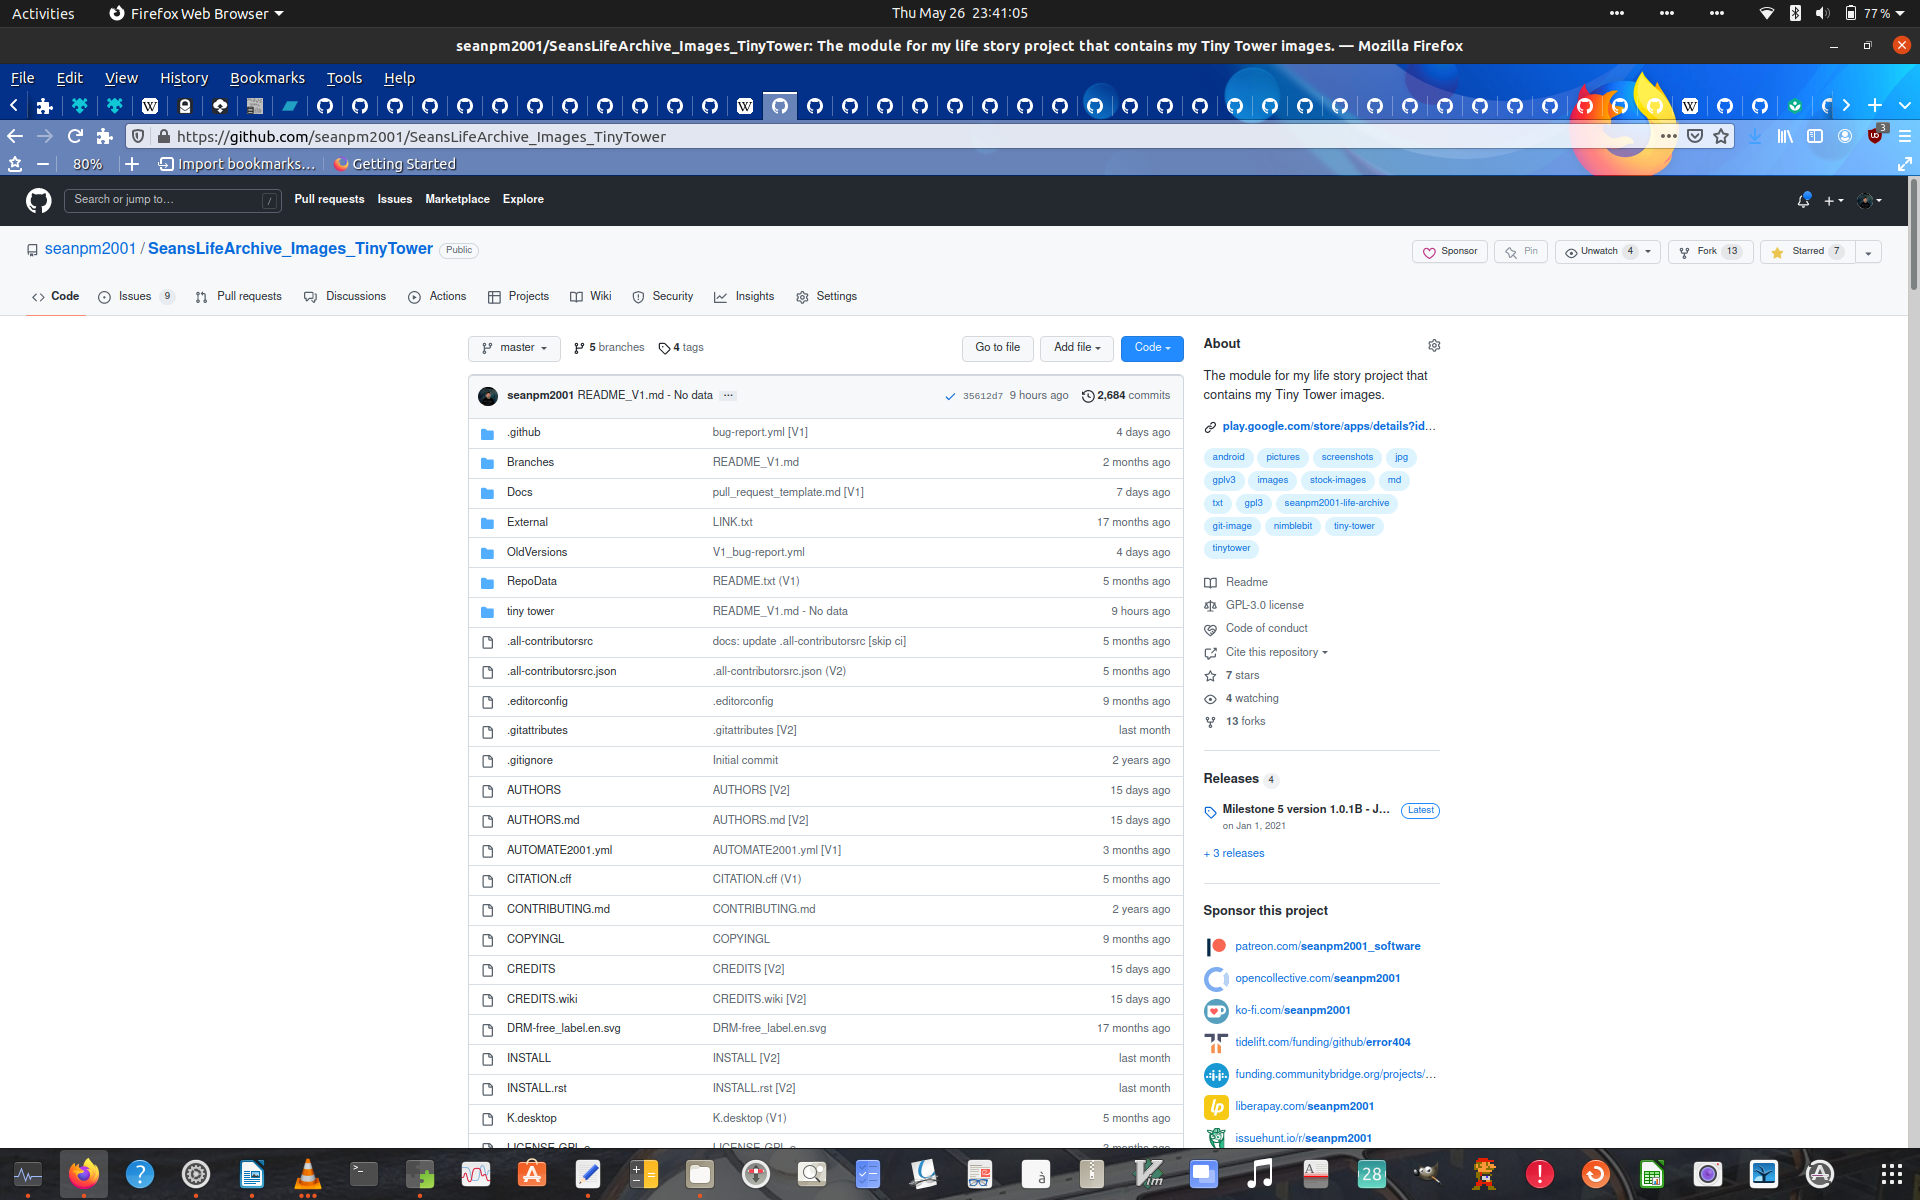 Activities Firefox Web Browser Thu May 26 23:41:05 77 %
seanpm2001/SeansLifeArchive_Images_TinyTower: The module for my life story project that contains my Tiny Tower images. — Mozilla Firefox
File Edit View History Bookmarks Tools Help
https://github.com/seanpm2001/SeansLifeArchive_Images_TinyTower 3
80% Import bookmarks... Getting Started
Search or jump to... / Pull requests Issues Marketplace Explore
seanpm2001 / SeansLifeArchive_Images_TinyTower Public Sponsor Pin Unwatch 4 Fork 13 Starred 7
Code Issues 9 Pull requests Discussions Actions Projects Wiki Security Insights Settings
master 5 branches 4 tags Go to file Add file Code
seanpm2001 README_V1.md - No data ... 35612d7 9 hours ago 2,684 commits
.github bug-report.yml [V1] 4 days ago
Branches README_V1.md 2 months ago
Docs pull_request_template.md [V1] 7 days ago
External LINK.txt 17 months ago
OldVersions V1_bug-report.yml 4 days ago
RepoData README.txt (V1) 5 months ago
tiny tower README_V1.md - No data 9 hours ago
.all-contributorsrc docs: update .all-contributorsrc [skip ci] 5 months ago
.all-contributorsrc.json .all-contributorsrc.json (V2) 5 months ago
.editorconfig .editorconfig 9 months ago
.gitattributes .gitattributes [V2] last month
.gitignore Initial commit 2 years ago
AUTHORS AUTHORS [V2] 15 days ago
AUTHORS.md AUTHORS.md [V2] 15 days ago
AUTOMATE2001.yml AUTOMATE2001.yml [V1] 3 months ago
CITATION.cff CITATION.cff (V1) 5 months ago
CONTRIBUTING.md CONTRIBUTING.md 2 years ago
COPYINGL COPYINGL 9 months ago
CREDITS CREDITS [V2] 15 days ago
CREDITS.wiki CREDITS.wiki [V2] 15 days ago
DRM-free_label.en.svg DRM-free_label.en.svg 17 months ago
INSTALL INSTALL [V2] last month
INSTALL.rst INSTALL.rst [V2] last month
K.desktop K.desktop (V1) 5 months ago
About
The module for my life story project that
contains my Tiny Tower images.
play.google.com/store/apps/details?id...
android pictures screenshots jpg
gplv3 images stock-images md
txt gpl3 seanpm2001-life-archive
git-image nimblebit tiny-tower
tinytower
Readme
GPL-3.0 license
Code of conduct
Cite this repository
7 stars
4 watching
13 forks
Releases 4
Milestone 5 version 1.0.1B - J... Latest
on Jan 1, 2021
+ 3 releases
Sponsor this project
patreon.com/seanpm2001_software
opencollective.com/seanpm2001
ko-fi.com/seanpm2001
tidelift.com/funding/github/error404
funding.communitybridge.org/projects/...
liberapay.com/seanpm2001
issuehunt.io/r/seanpm2001
28